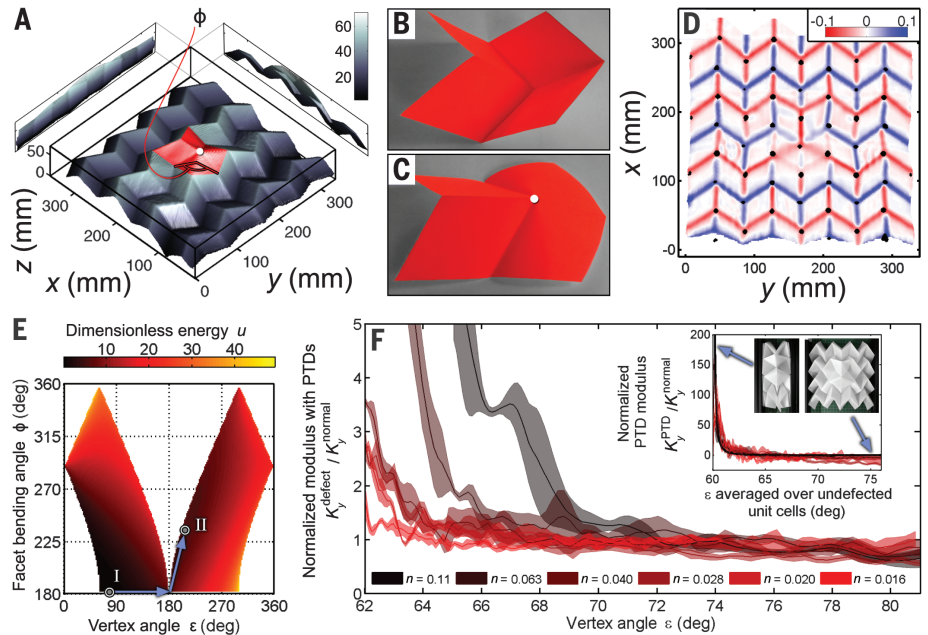 A
ϕ
60
40
20
50
0
z (mm)
300
200
100
x (mm)
0
100
200
300
y (mm)
B
C
D
-0.1
0.1
300
200
100
-0
x (mm)
0
100
200
300
y (mm)
E
Dimensionless energy u
10
20
30
40
360
315
270
225
180
Facet bending angle ϕ (deg)
I
II
0
90
180
270
360
Vertex angle ε (deg)
F
Normalized modulus with PTDs
K_y^defect / K_y^normal
5
4
3
2
1
0
62
64
66
68
70
72
74
76
78
80
Vertex angle ε (deg)
n = 0.11
n = 0.063
n = 0.040
n = 0.028
n = 0.020
n = 0.016
Normalized
PTD modulus
K_y^PTD / K_y^normal
200
150
100
50
0
60
65
70
75
ε averaged over undefected
unit cells (deg)